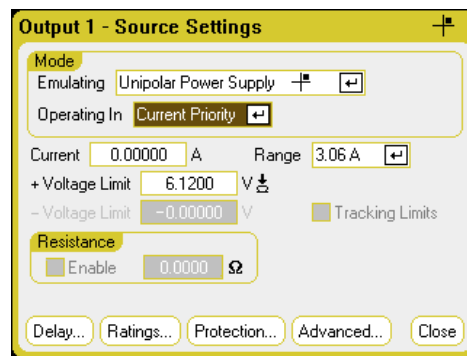 Output 1 - Source Settings
Mode
Emulating Unipolar Power Supply
Operating In Current Priority
Current 0.00000 A Range 3.06 A
+ Voltage Limit 6.1200 V
- Voltage Limit -0.00000 V Tracking Limits
Resistance
Enable 0.0000 Ω
Delay... Ratings... Protection... Advanced... Close